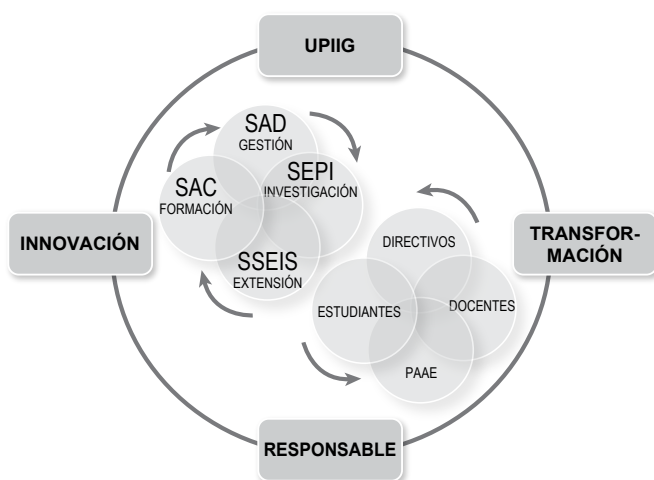 UPIIG
SAD
GESTIÓN
SEPI
INVESTIGACIÓN
SAC
FORMACIÓN
SSEIS
EXTENSIÓN
INNOVACIÓN
TRANSFOR-
MACIÓN
DIRECTIVOS
ESTUDIANTES
DOCENTES
PAAE
RESPONSABLE